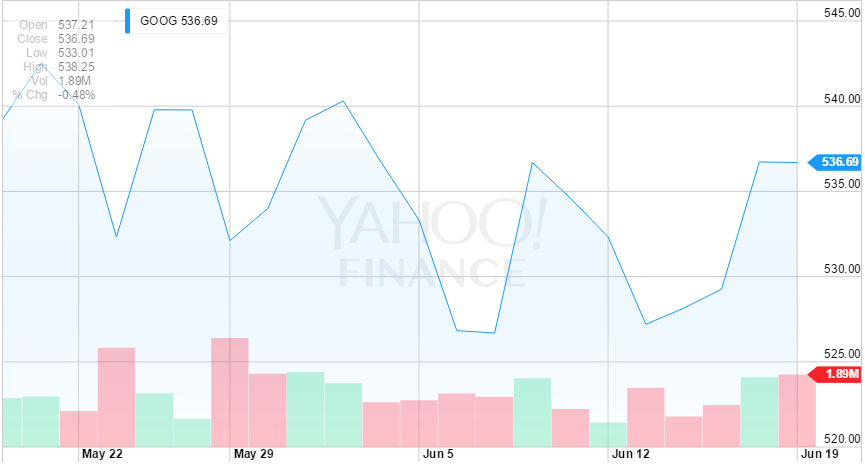 GOOG 536.69
Open 537.21
Close 536.69
Low 533.01
High 538.25
Vol 1.89M
% Chg -0.48%
545.00
540.00
536.69
535.00
YAHOO!
FINANCE
530.00
525.00
1.89M
520.00
May 22 May 29 Jun 5 Jun 12 Jun 19